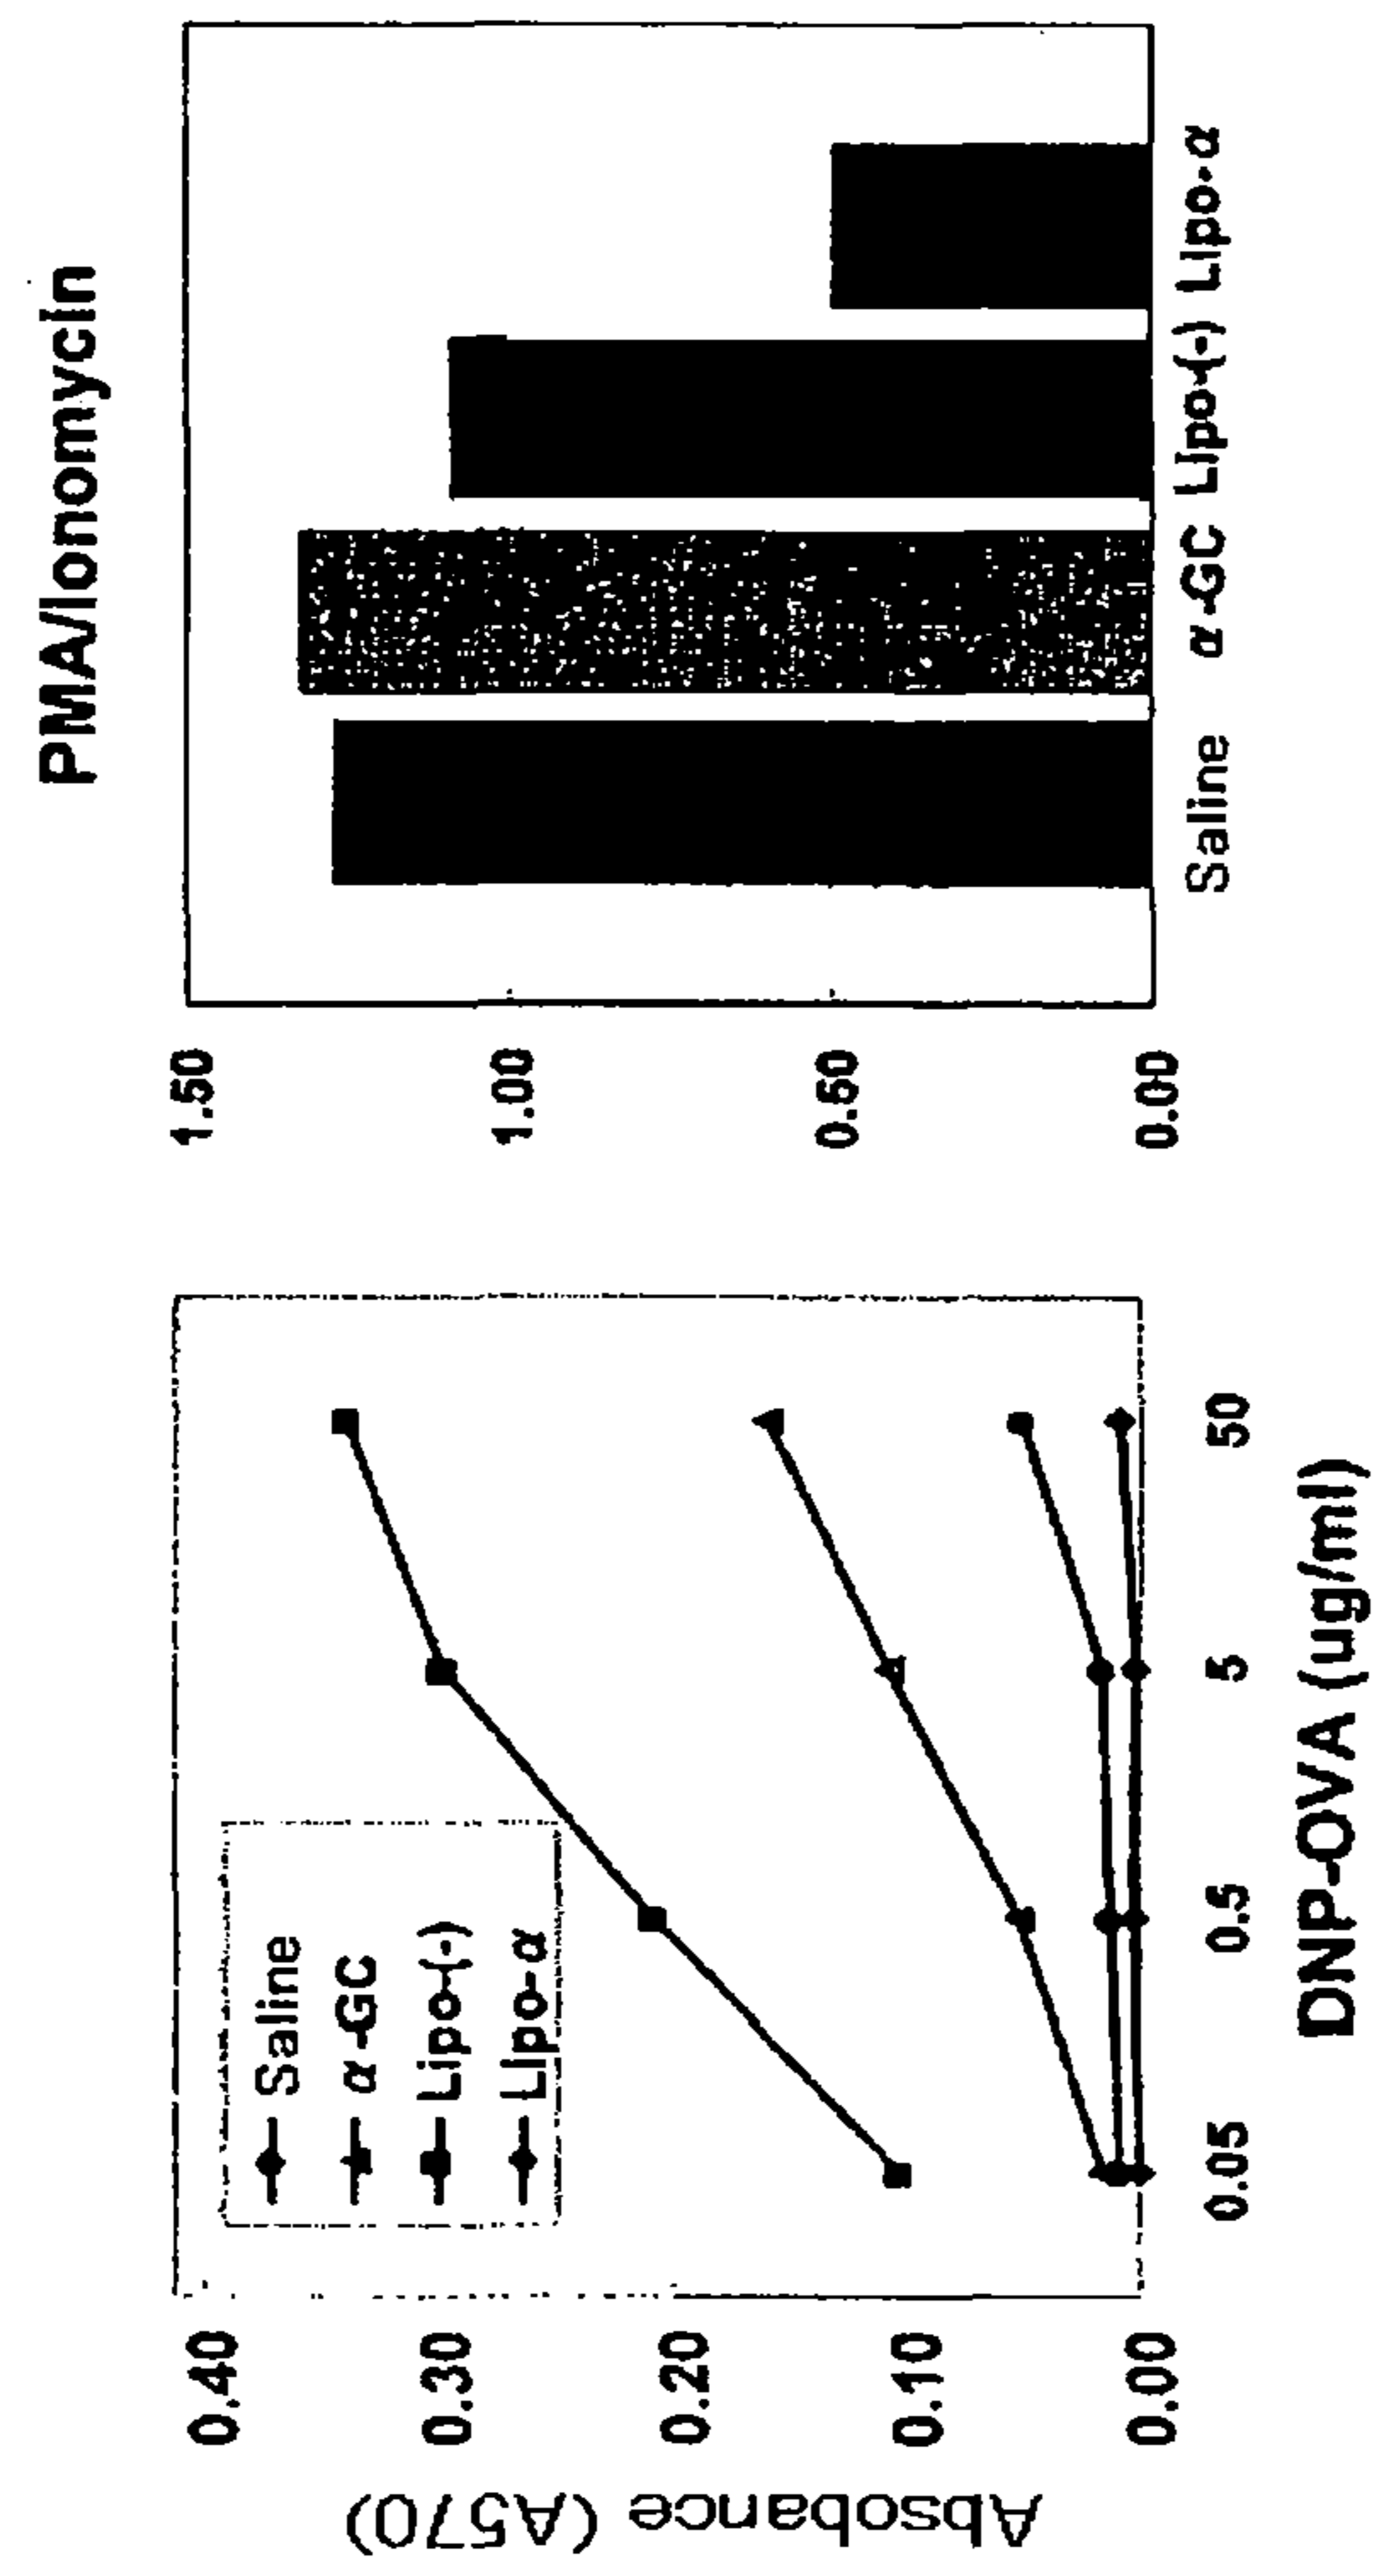 Absobance (A570)
0.40
0.30
0.20
0.10
0.00
Saline
α-GC
Lipo-(-)
Lipo-α
0.05
0.5
5
50
DNP-OVA (ug/ml)
PMA/Ionomycin
1.50
1.00
0.50
0.00
Saline α-GC Lipo-(-) Lipo-α